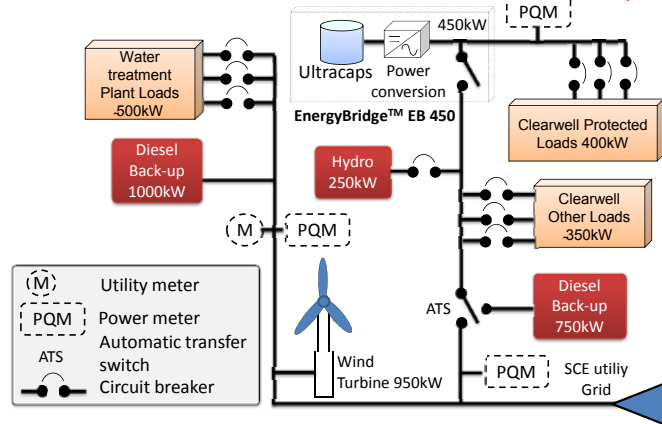 PQM
450kW
Water
treatment
Plant Loads
-500kW
Ultracaps
Power
conversion
EnergyBridge™ EB 450
Clearwell Protected
Loads 400kW
Diesel
Back-up
1000kW
Hydro
250kW
Clearwell
Other Loads
-350kW
M
PQM
M
Utility meter
PQM
Power meter
ATS
Automatic transfer
switch
Circuit breaker
ATS
Diesel
Back-up
750kW
Wind
Turbine 950kW
PQM
SCE utiliy
Grid